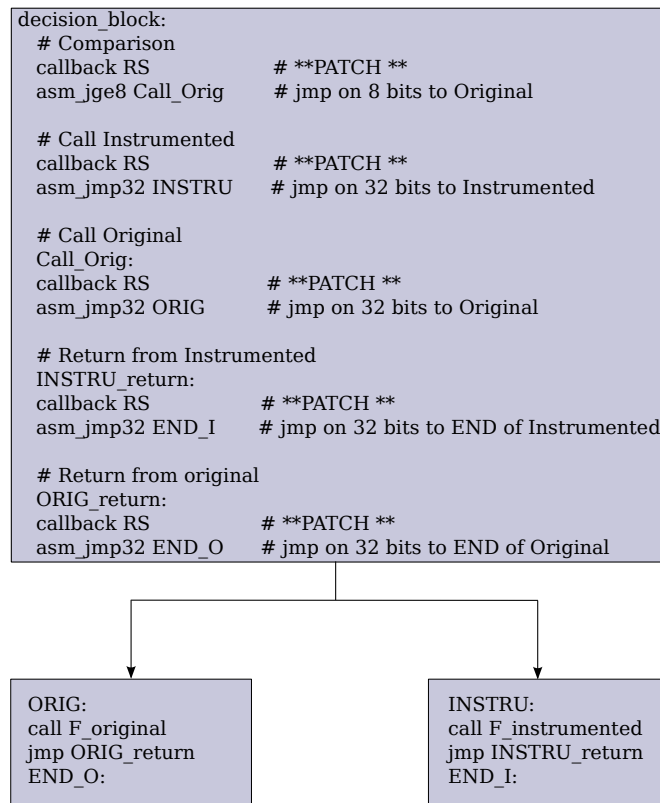 decision_block:
# Comparison
callback RS # **PATCH **
asm_jge8 Call_Orig # jmp on 8 bits to Original
# Call Instrumented
callback RS # **PATCH **
asm_jmp32 INSTRU # jmp on 32 bits to Instrumented
# Call Original
Call_Orig:
callback RS # **PATCH **
asm_jmp32 ORIG # jmp on 32 bits to Original
# Return from Instrumented
INSTRU_return:
callback RS # **PATCH **
asm_jmp32 END_I # jmp on 32 bits to END of Instrumented
# Return from original
ORIG_return:
callback RS # **PATCH **
asm_jmp32 END_O # jmp on 32 bits to END of Original
ORIG:
call F_original
jmp ORIG_return
END_O:
INSTRU:
call F_instrumented
jmp INSTRU_return
END_I: